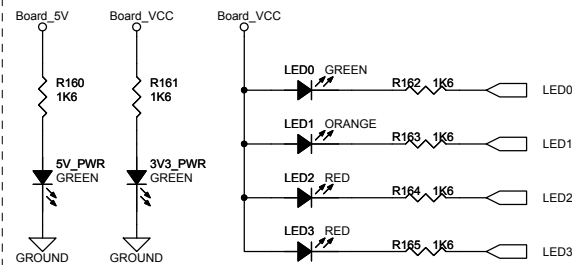 Board_5V Board_VCC Board_VCC
LED0 GREEN
R160 R161 R162 1K6 LED0
1K6 1K6
LED1 ORANGE
R163 1K6 LED1
5V_PWR 3V3_PWR LED2 RED
GREEN GREEN R164 1K6 LED2
LED3 RED
R165 1K6 LED3
GROUND GROUND